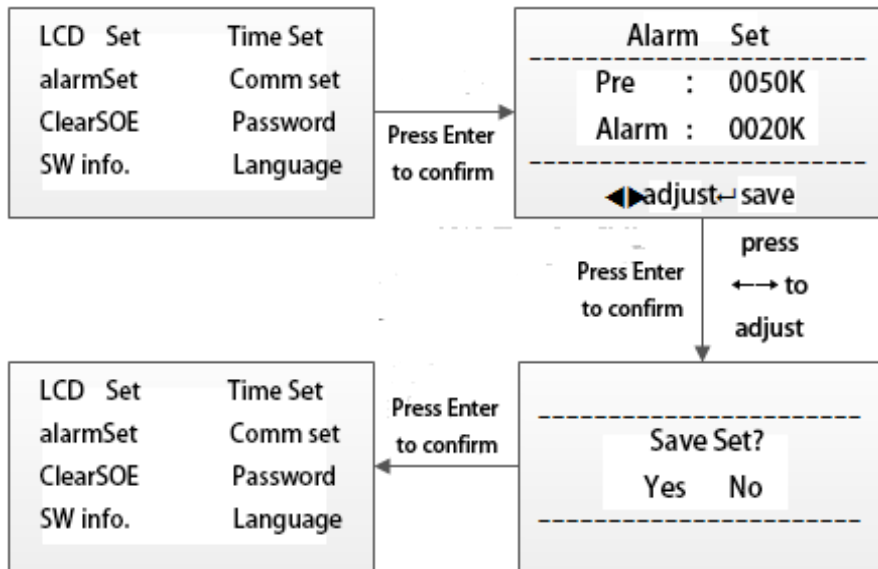 LCD Set Time Set
alarmSet Comm set
ClearSOE Password
SW info. Language
Press Enter
to confirm
Alarm Set
Pre : 0050K
Alarm : 0020K
◀▶adjust↵ save
Press Enter
to confirm
press
←→ to
adjust
Save Set?
Yes No
Press Enter
to confirm
LCD Set Time Set
alarmSet Comm set
ClearSOE Password
SW info. Language